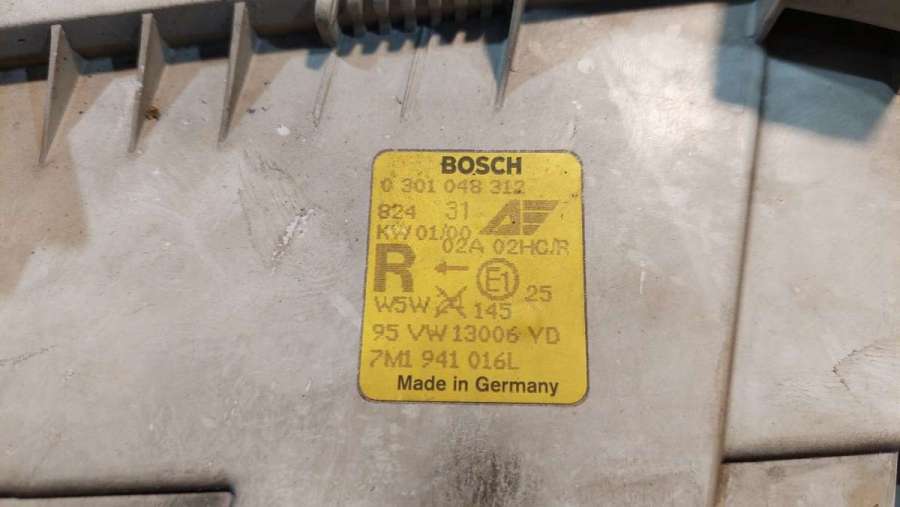 BOSCH
0 301 048 312
824 31
KW 01/00
02A 02HC/R
R ← E1 25
W5W 145
95 VW 13006 YD
7M1 941 016L
Made in Germany